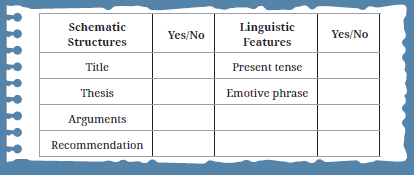 Schematic Structures Yes/No Linguistic Features Yes/No
Title Present tense
Thesis Emotive phrase
Arguments
Recommendation